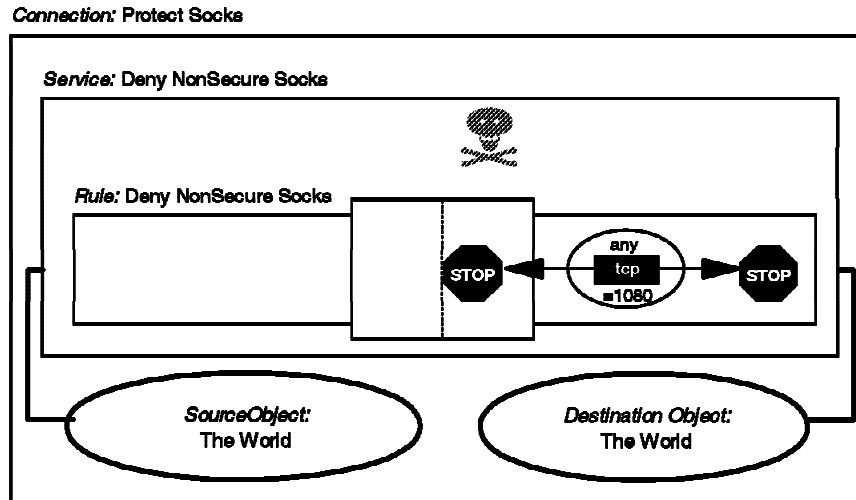 Connection: Protect Socks
Service: Deny NonSecure Socks
Rule: Deny NonSecure Socks
any
STOP
tcp
STOP
=1080
SourceObject:
The World
Destination Object:
The World